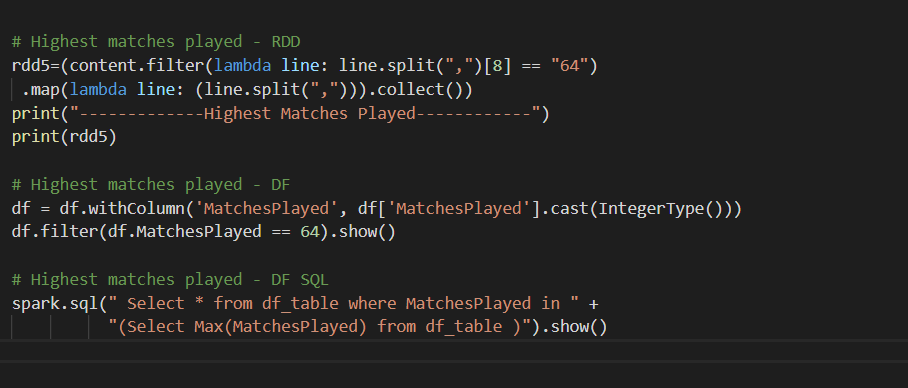 # Highest matches played - RDD
rdd5=(content.filter(lambda line: line.split(",")[8] == "64")
.map(lambda line: (line.split(","))).collect())
print("-------------Highest Matches Played------------")
print(rdd5)
# Highest matches played - DF
df = df.withColumn('MatchesPlayed', df['MatchesPlayed'].cast(IntegerType()))
df.filter(df.MatchesPlayed == 64).show()
# Highest matches played - DF SQL
spark.sql(" Select * from df_table where MatchesPlayed in " +
"(Select Max(MatchesPlayed) from df_table )").show()